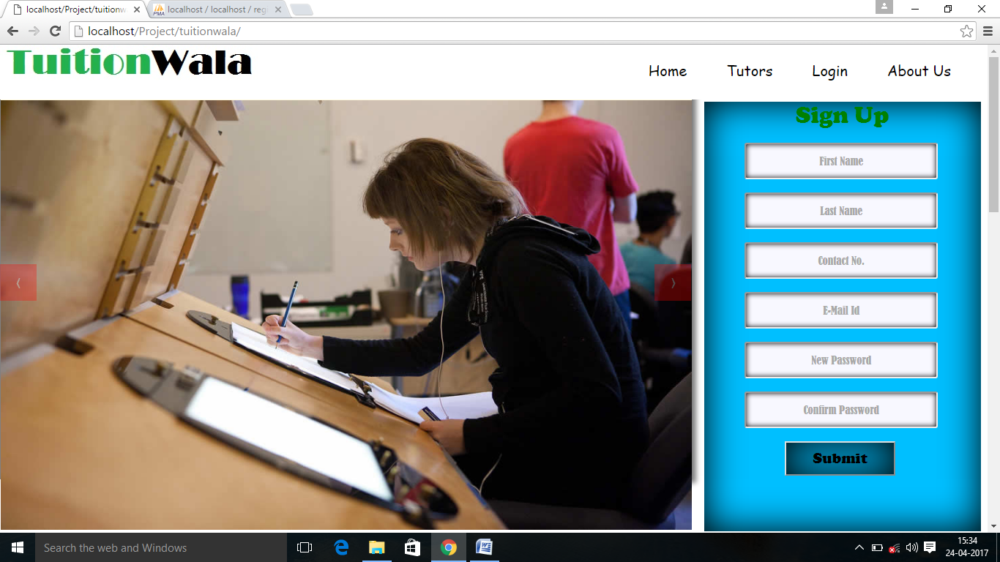 localhost/Project/tuitionw
localhost / localhost / reg
localhost/Project/tuitionwala/
TuitionWala
Home Tutors Login About Us
Sign Up
First Name
Last Name
Contact No.
E-Mail Id
New Password
Confirm Password
Submit
Search the web and Windows
15:34
24-04-2017